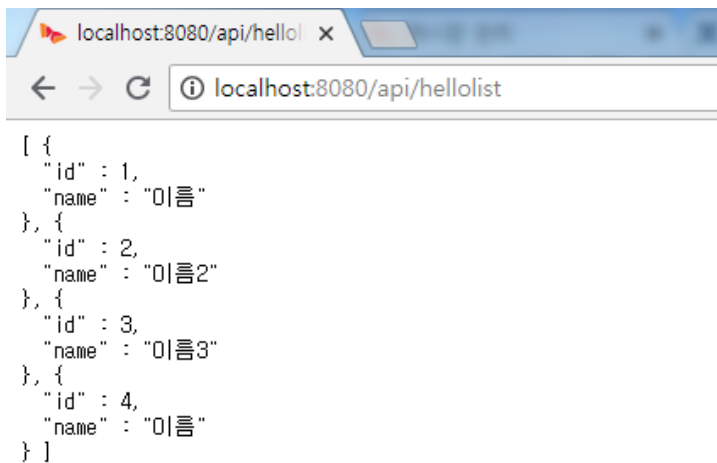 localhost:8080/api/hellol
localhost:8080/api/hellolist
[ {
"id" : 1,
"name" : "이름"
}, {
"id" : 2,
"name" : "이름2"
}, {
"id" : 3,
"name" : "이름3"
}, {
"id" : 4,
"name" : "이름"
} ]